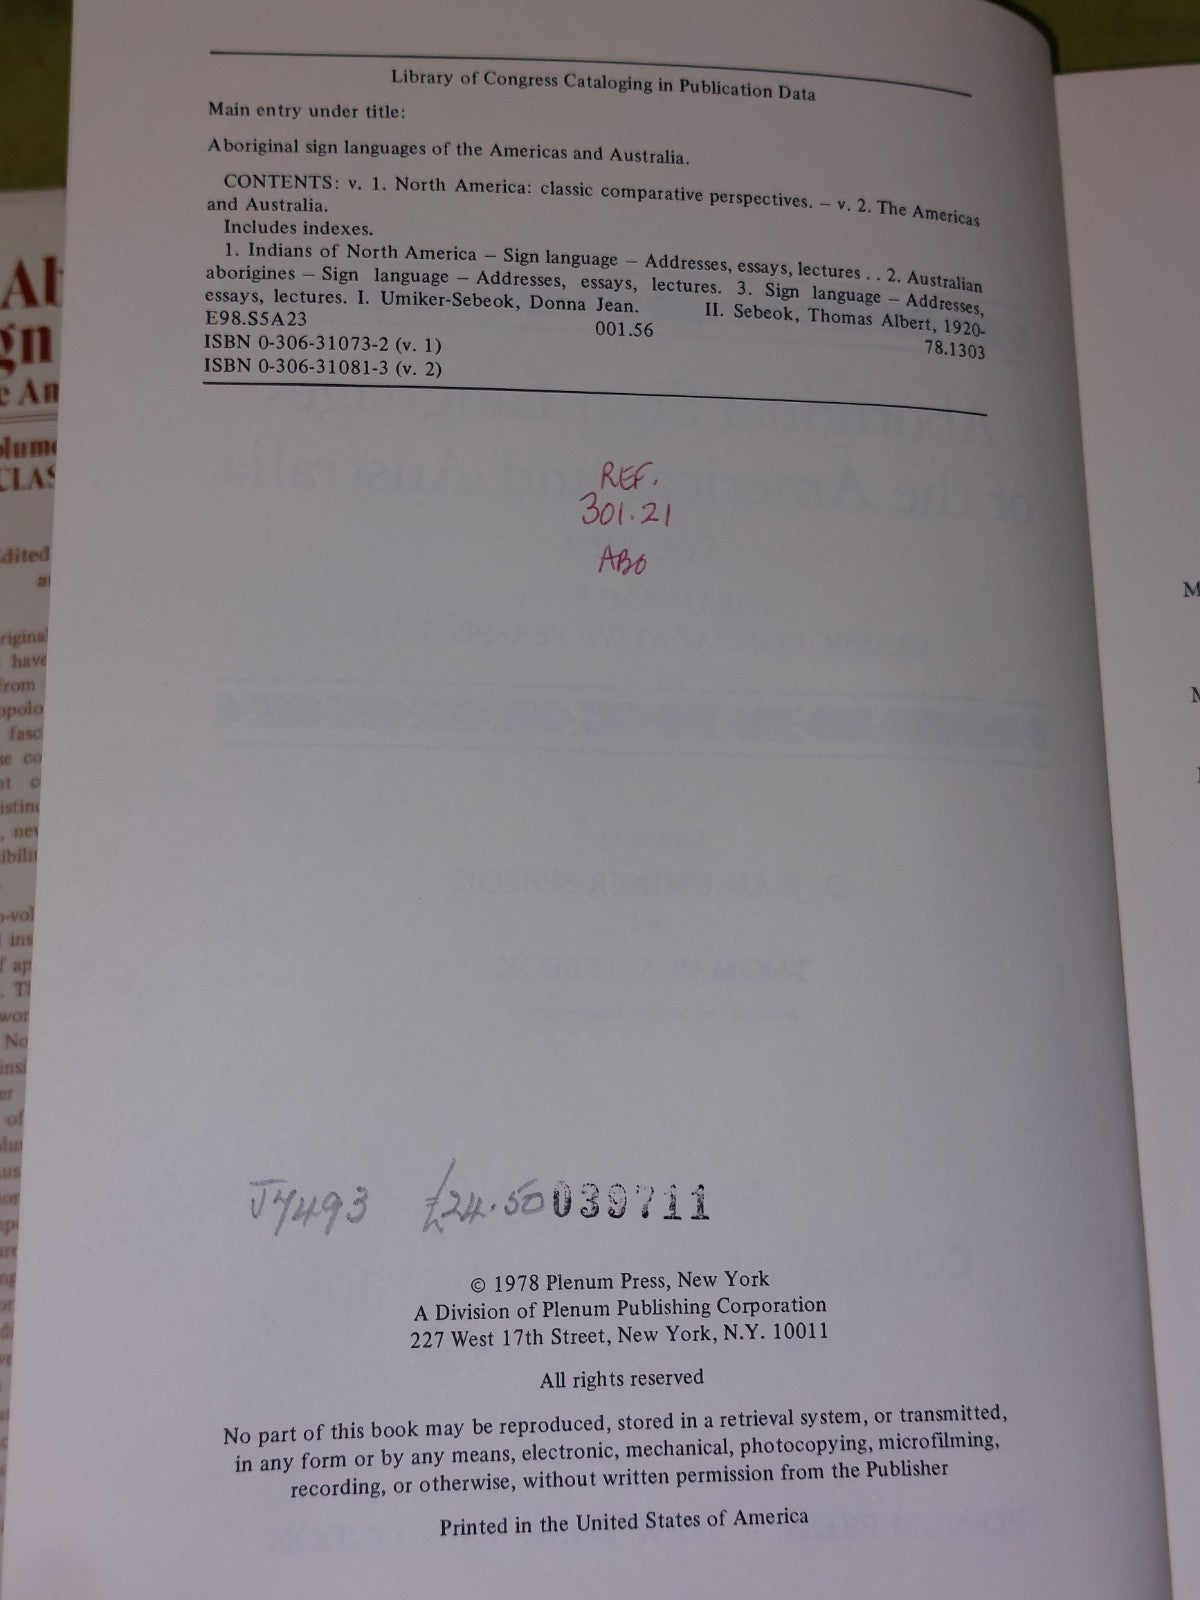 Library of Congress Cataloging in Publication Data
Main entry under title:
Aboriginal sign languages of the Americas and Australia.
CONTENTS: v. 1. North America: classic comparative perspectives. – v. 2. The Americas
and Australia.
Includes indexes.
1. Indians of North America – Sign language – Addresses, essays, lectures . . 2. Australian
aborigines – Sign language – Addresses, essays, lectures. 3. Sign language – Addresses,
essays, lectures. I. Umiker-Sebeok, Donna Jean. II. Sebeok, Thomas Albert, 1920-
E98.S5A23 001.56 78.1303
ISBN 0-306-31073-2 (v. 1)
ISBN 0-306-31081-3 (v. 2)
REF.
301.21
ABO
J7493 £24.50 039711
© 1978 Plenum Press, New York
A Division of Plenum Publishing Corporation
227 West 17th Street, New York, N.Y. 10011
All rights reserved
No part of this book may be reproduced, stored in a retrieval system, or transmitted,
in any form or by any means, electronic, mechanical, photocopying, microfilming,
recording, or otherwise, without written permission from the Publisher
Printed in the United States of America